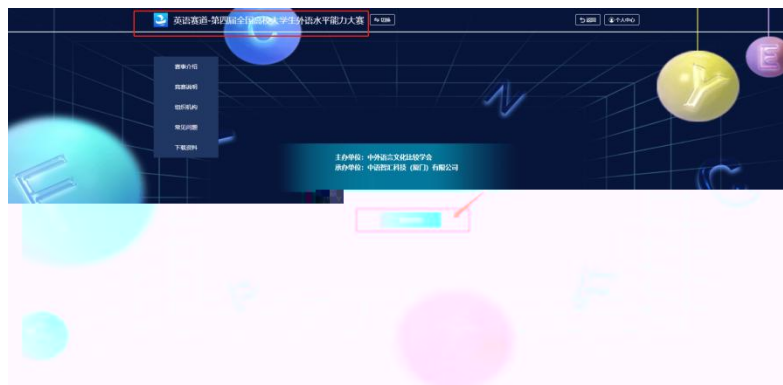 英语赛道-第四届全国高校大学生外语水平能力大赛
切换
返回
个人中心
赛事介绍
竞赛说明
组织机构
常见问题
下载资料
主办单位：中外语言文化比较学会
承办单位：中语智汇科技（厦门）有限公司
C
N
Y
E
E
C
F